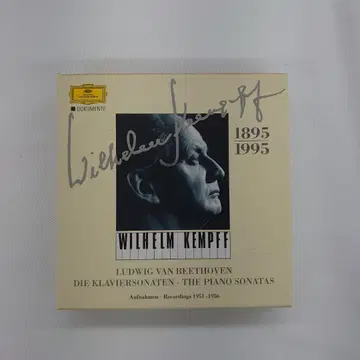 DOKUMENTE
Wilhelm Kempff
1895
1995
WILHELM KEMPFF
LUDWIG VAN BEETHOVEN
DIE KLAVIERSONATEN · THE PIANO SONATAS
Aufnahmen · Recordings 1951-1956